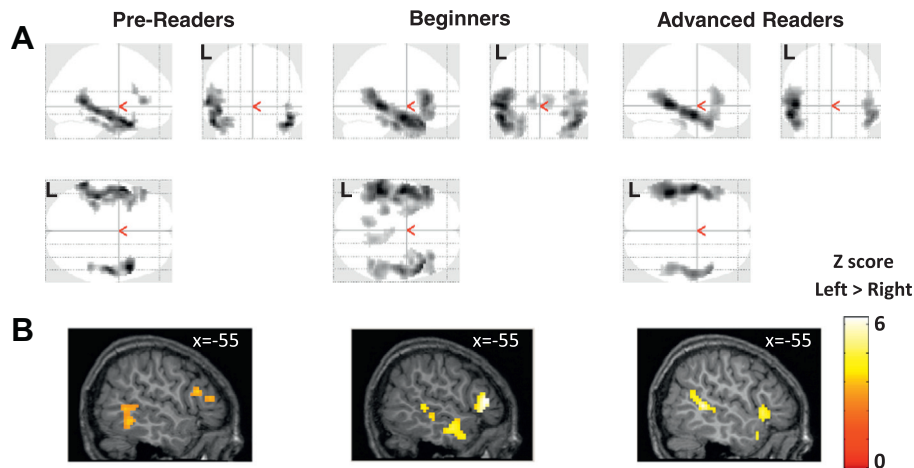 Pre-Readers Beginners Advanced Readers
A
L L L
L L L
Z score
Left > Right
B
x=-55 x=-55 x=-55
6
0